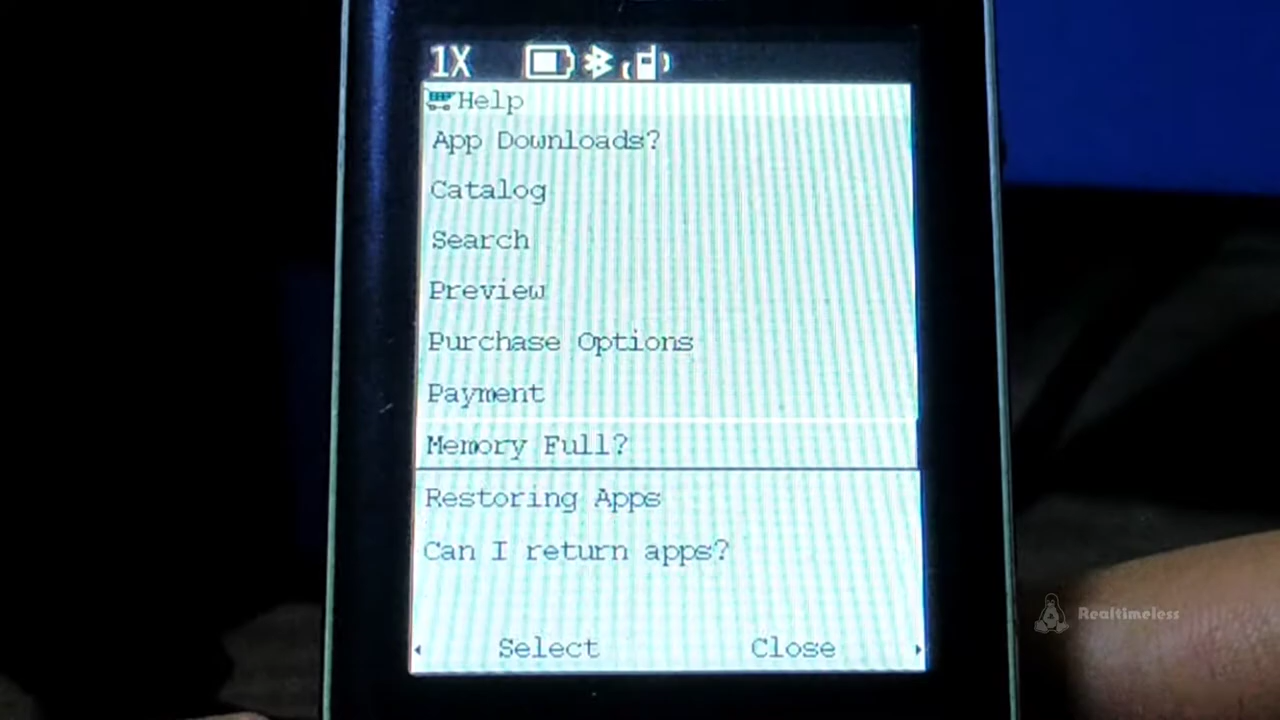 1X
Help
App Downloads?
Catalog
Search
Preview
Purchase Options
Payment
Memory Full?
Restoring Apps
Can I return apps?
Select Close
Realtimeless